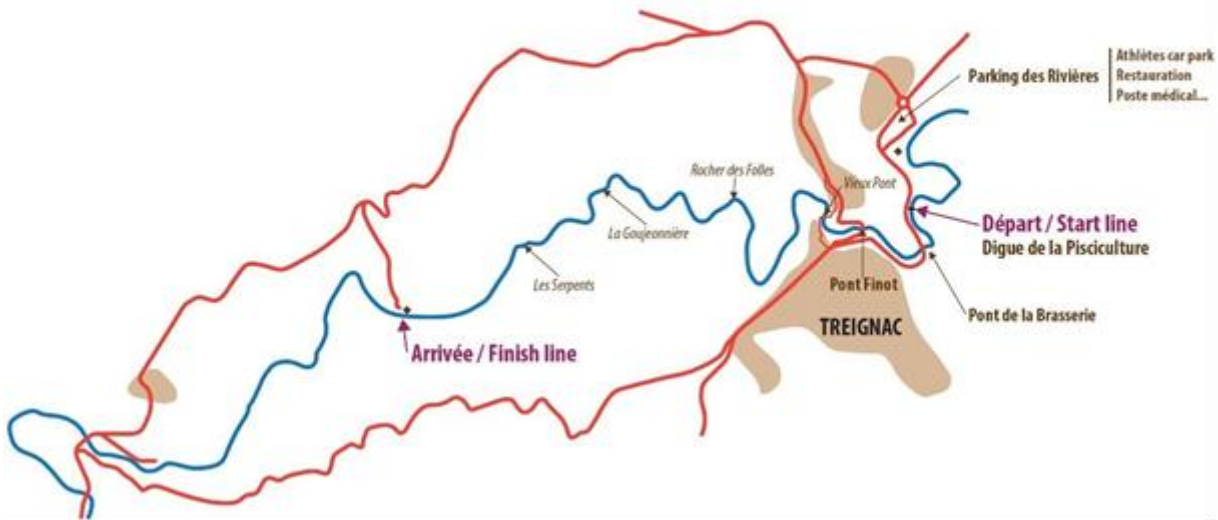 Parking des Rivières
Athlètes car park
Restauration
Poste médical...
Rocher des Folles
Vieux Pont
La Goujeonnière
Départ / Start line
Digue de la Pisciculture
Les Serpents
Pont Finot
Pont de la Brasserie
TREIGNAC
Arrivée / Finish line